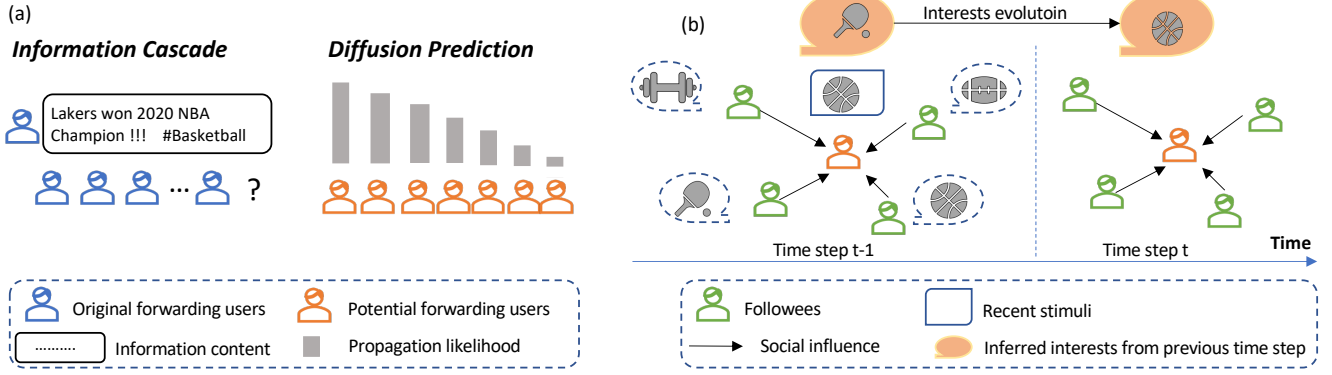 (a)
Information Cascade
Diffusion Prediction
Lakers won 2020 NBA
Champion !!! #Basketball
...
?
Original forwarding users
Potential forwarding users
..........
Information content
Propagation likelihood
(b)
Interests evolutoin
Time step t-1
Time step t
Time
Followees
Recent stimuli
Social influence
Inferred interests from previous time step